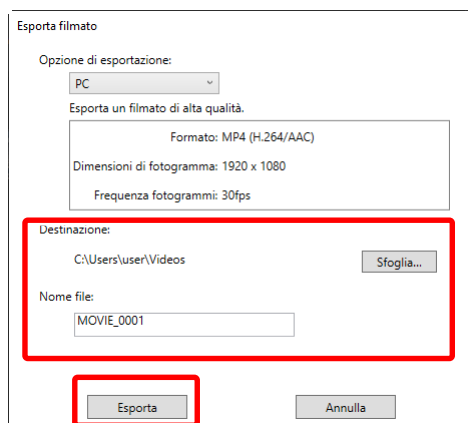 Esporta filmato
Opzione di esportazione:
PC
Esporta un filmato di alta qualità.
Formato: MP4 (H.264/AAC)
Dimensioni di fotogramma: 1920 x 1080
Frequenza fotogrammi: 30fps
Destinazione:
C:\Users\user\Videos
Sfoglia...
Nome file:
MOVIE_0001
Esporta
Annulla